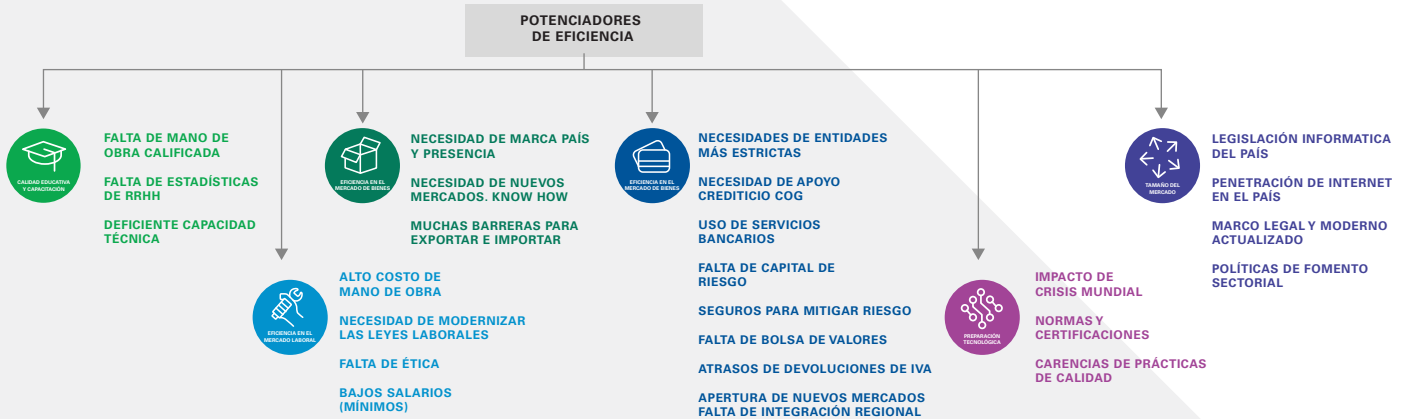 POTENCIADORES
DE EFICIENCIA
CALIDAD EDUCATIVA
Y CAPACITACIÓN
FALTA DE MANO DE
OBRA CALIFICADA
FALTA DE ESTADÍSTICAS
DE RRHH
DEFICIENTE CAPACIDAD
TÉCNICA
EFICIENCIA EN EL
MERCADO LABORAL
ALTO COSTO DE
MANO DE OBRA
NECESIDAD DE MODERNIZAR
LAS LEYES LABORALES
FALTA DE ÉTICA
BAJOS SALARIOS
(MÍNIMOS)
EFICIENCIA EN EL
MERCADO DE BIENES
NECESIDAD DE MARCA PAÍS
Y PRESENCIA
NECESIDAD DE NUEVOS
MERCADOS. KNOW HOW
MUCHAS BARRERAS PARA
EXPORTAR E IMPORTAR
EFICIENCIA EN EL
MERCADO DE BIENES
NECESIDADES DE ENTIDADES
MÁS ESTRICTAS
NECESIDAD DE APOYO
CREDITICIO COG
USO DE SERVICIOS
BANCARIOS
FALTA DE CAPITAL DE
RIESGO
SEGUROS PARA MITIGAR RIESGO
FALTA DE BOLSA DE VALORES
ATRASOS DE DEVOLUCIONES DE IVA
APERTURA DE NUEVOS MERCADOS
FALTA DE INTEGRACIÓN REGIONAL
PREPARACIÓN
TECNOLÓGICA
IMPACTO DE
CRISIS MUNDIAL
NORMAS Y
CERTIFICACIONES
CARENCIAS DE PRÁCTICAS
DE CALIDAD
TAMAÑO DEL
MERCADO
LEGISLACIÓN INFORMATICA
DEL PAÍS
PENETRACIÓN DE INTERNET
EN EL PAÍS
MARCO LEGAL Y MODERNO
ACTUALIZADO
POLÍTICAS DE FOMENTO
SECTORIAL